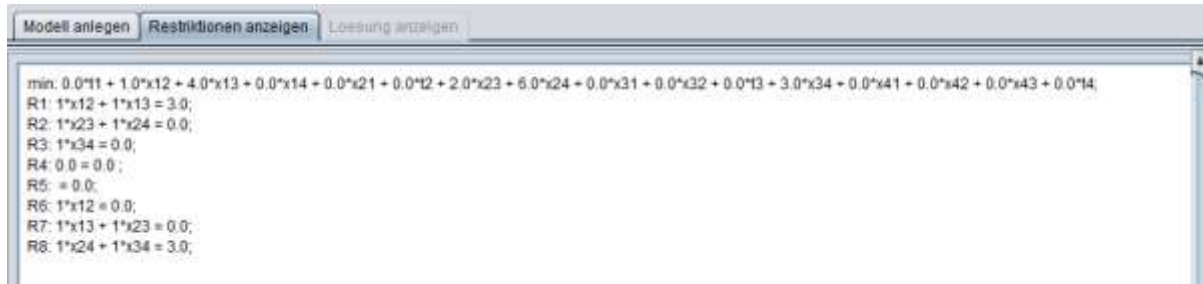 Modell anlegen Restriktionen anzeigen Loesung anzeigen
min: 0.0*t1 + 1.0*x12 + 4.0*x13 + 0.0*x14 + 0.0*x21 + 0.0*t2 + 2.0*x23 + 6.0*x24 + 0.0*x31 + 0.0*x32 + 0.0*t3 + 3.0*x34 + 0.0*x41 + 0.0*x42 + 0.0*x43 + 0.0*t4;
R1: 1*x12 + 1*x13 = 3.0;
R2: 1*x23 + 1*x24 = 0.0;
R3: 1*x34 = 0.0;
R4: 0.0 = 0.0 ;
R5: = 0.0;
R6: 1*x12 = 0.0;
R7: 1*x13 + 1*x23 = 0.0;
R8: 1*x24 + 1*x34 = 3.0;